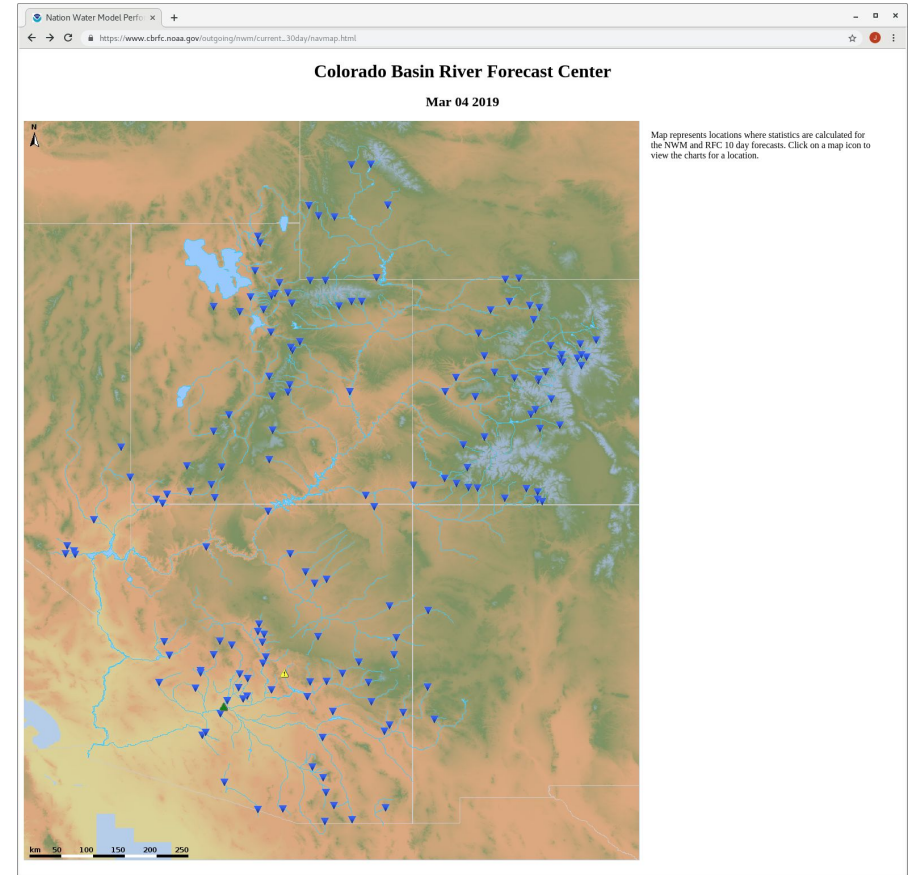 Nation Water Model Perfo
https://www.cbrfc.noaa.gov/outgoing/nwm/current_30day/navmap.html
J
Colorado Basin River Forecast Center
Mar 04 2019
N
Map represents locations where statistics are calculated for
the NWM and RFC 10 day forecasts. Click on a map icon to
view the charts for a location.
km 50 100 150 200 250